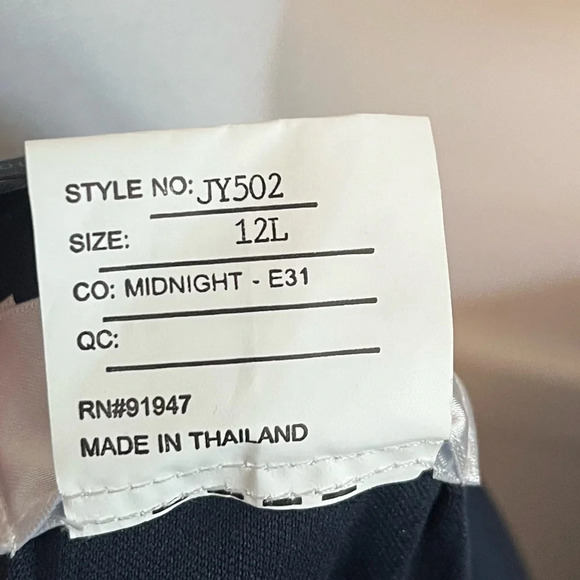 STYLE NO: JY502
SIZE: 12L
CO: MIDNIGHT - E31
QC:
RN#91947
MADE IN THAILAND